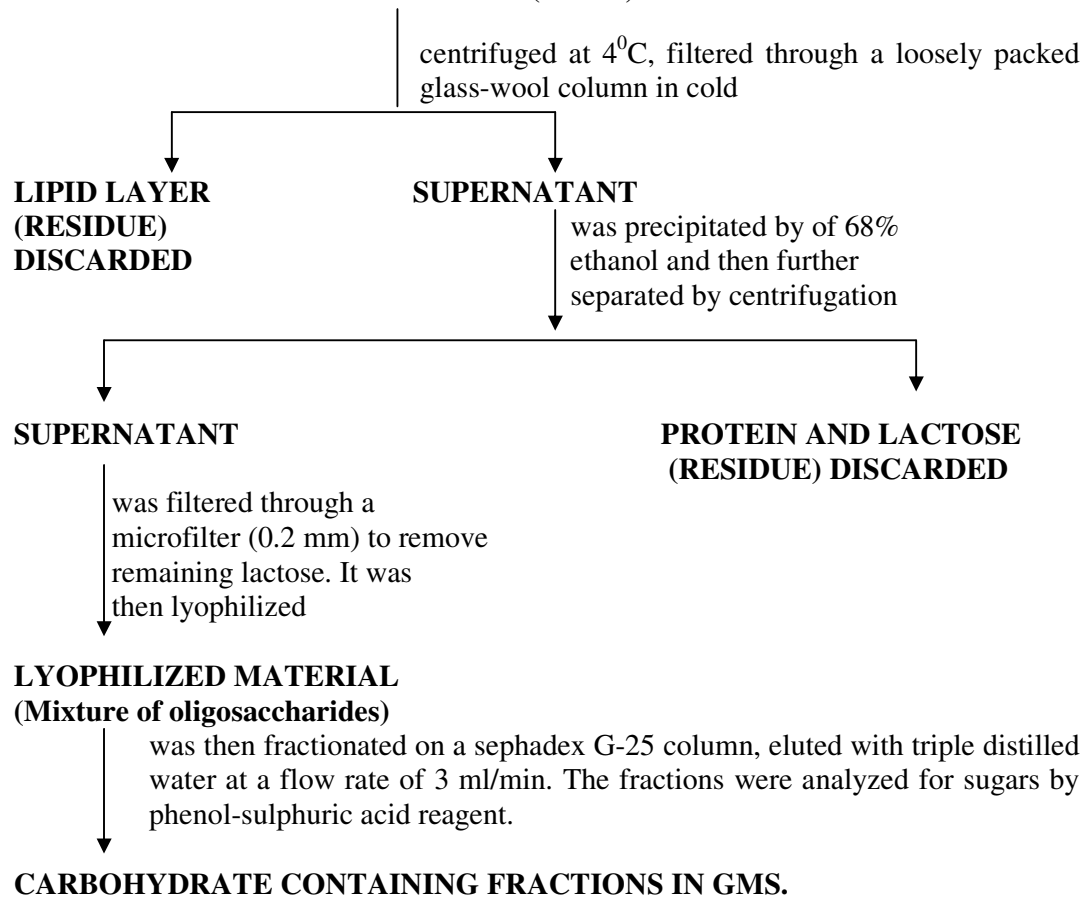 centrifuged at 4⁰C, filtered through a loosely packed
glass-wool column in cold
LIPID LAYER
(RESIDUE)
DISCARDED
SUPERNATANT
was precipitated by of 68%
ethanol and then further
separated by centrifugation
SUPERNATANT
PROTEIN AND LACTOSE
(RESIDUE) DISCARDED
was filtered through a
microfilter (0.2 mm) to remove
remaining lactose. It was
then lyophilized
LYOPHILIZED MATERIAL
(Mixture of oligosaccharides)
was then fractionated on a sephadex G-25 column, eluted with triple distilled
water at a flow rate of 3 ml/min. The fractions were analyzed for sugars by
phenol-sulphuric acid reagent.
CARBOHYDRATE CONTAINING FRACTIONS IN GMS.